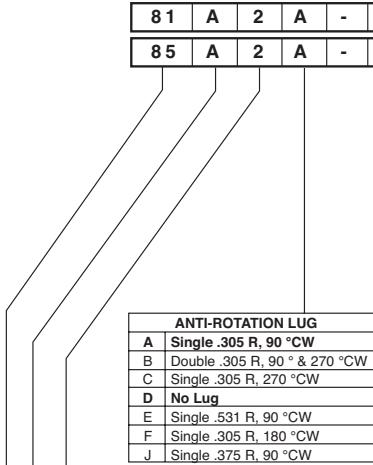 81 A 2 A -
85 A 2 A -
ANTI-ROTATION LUG
A Single .305 R, 90 °CW
B Double .305 R, 90 ° & 270 °CW
C Single .305 R, 270 °CW
D No Lug
E Single .531 R, 90 °CW
F Single .305 R, 180 °CW
J Single .375 R, 90 °CW